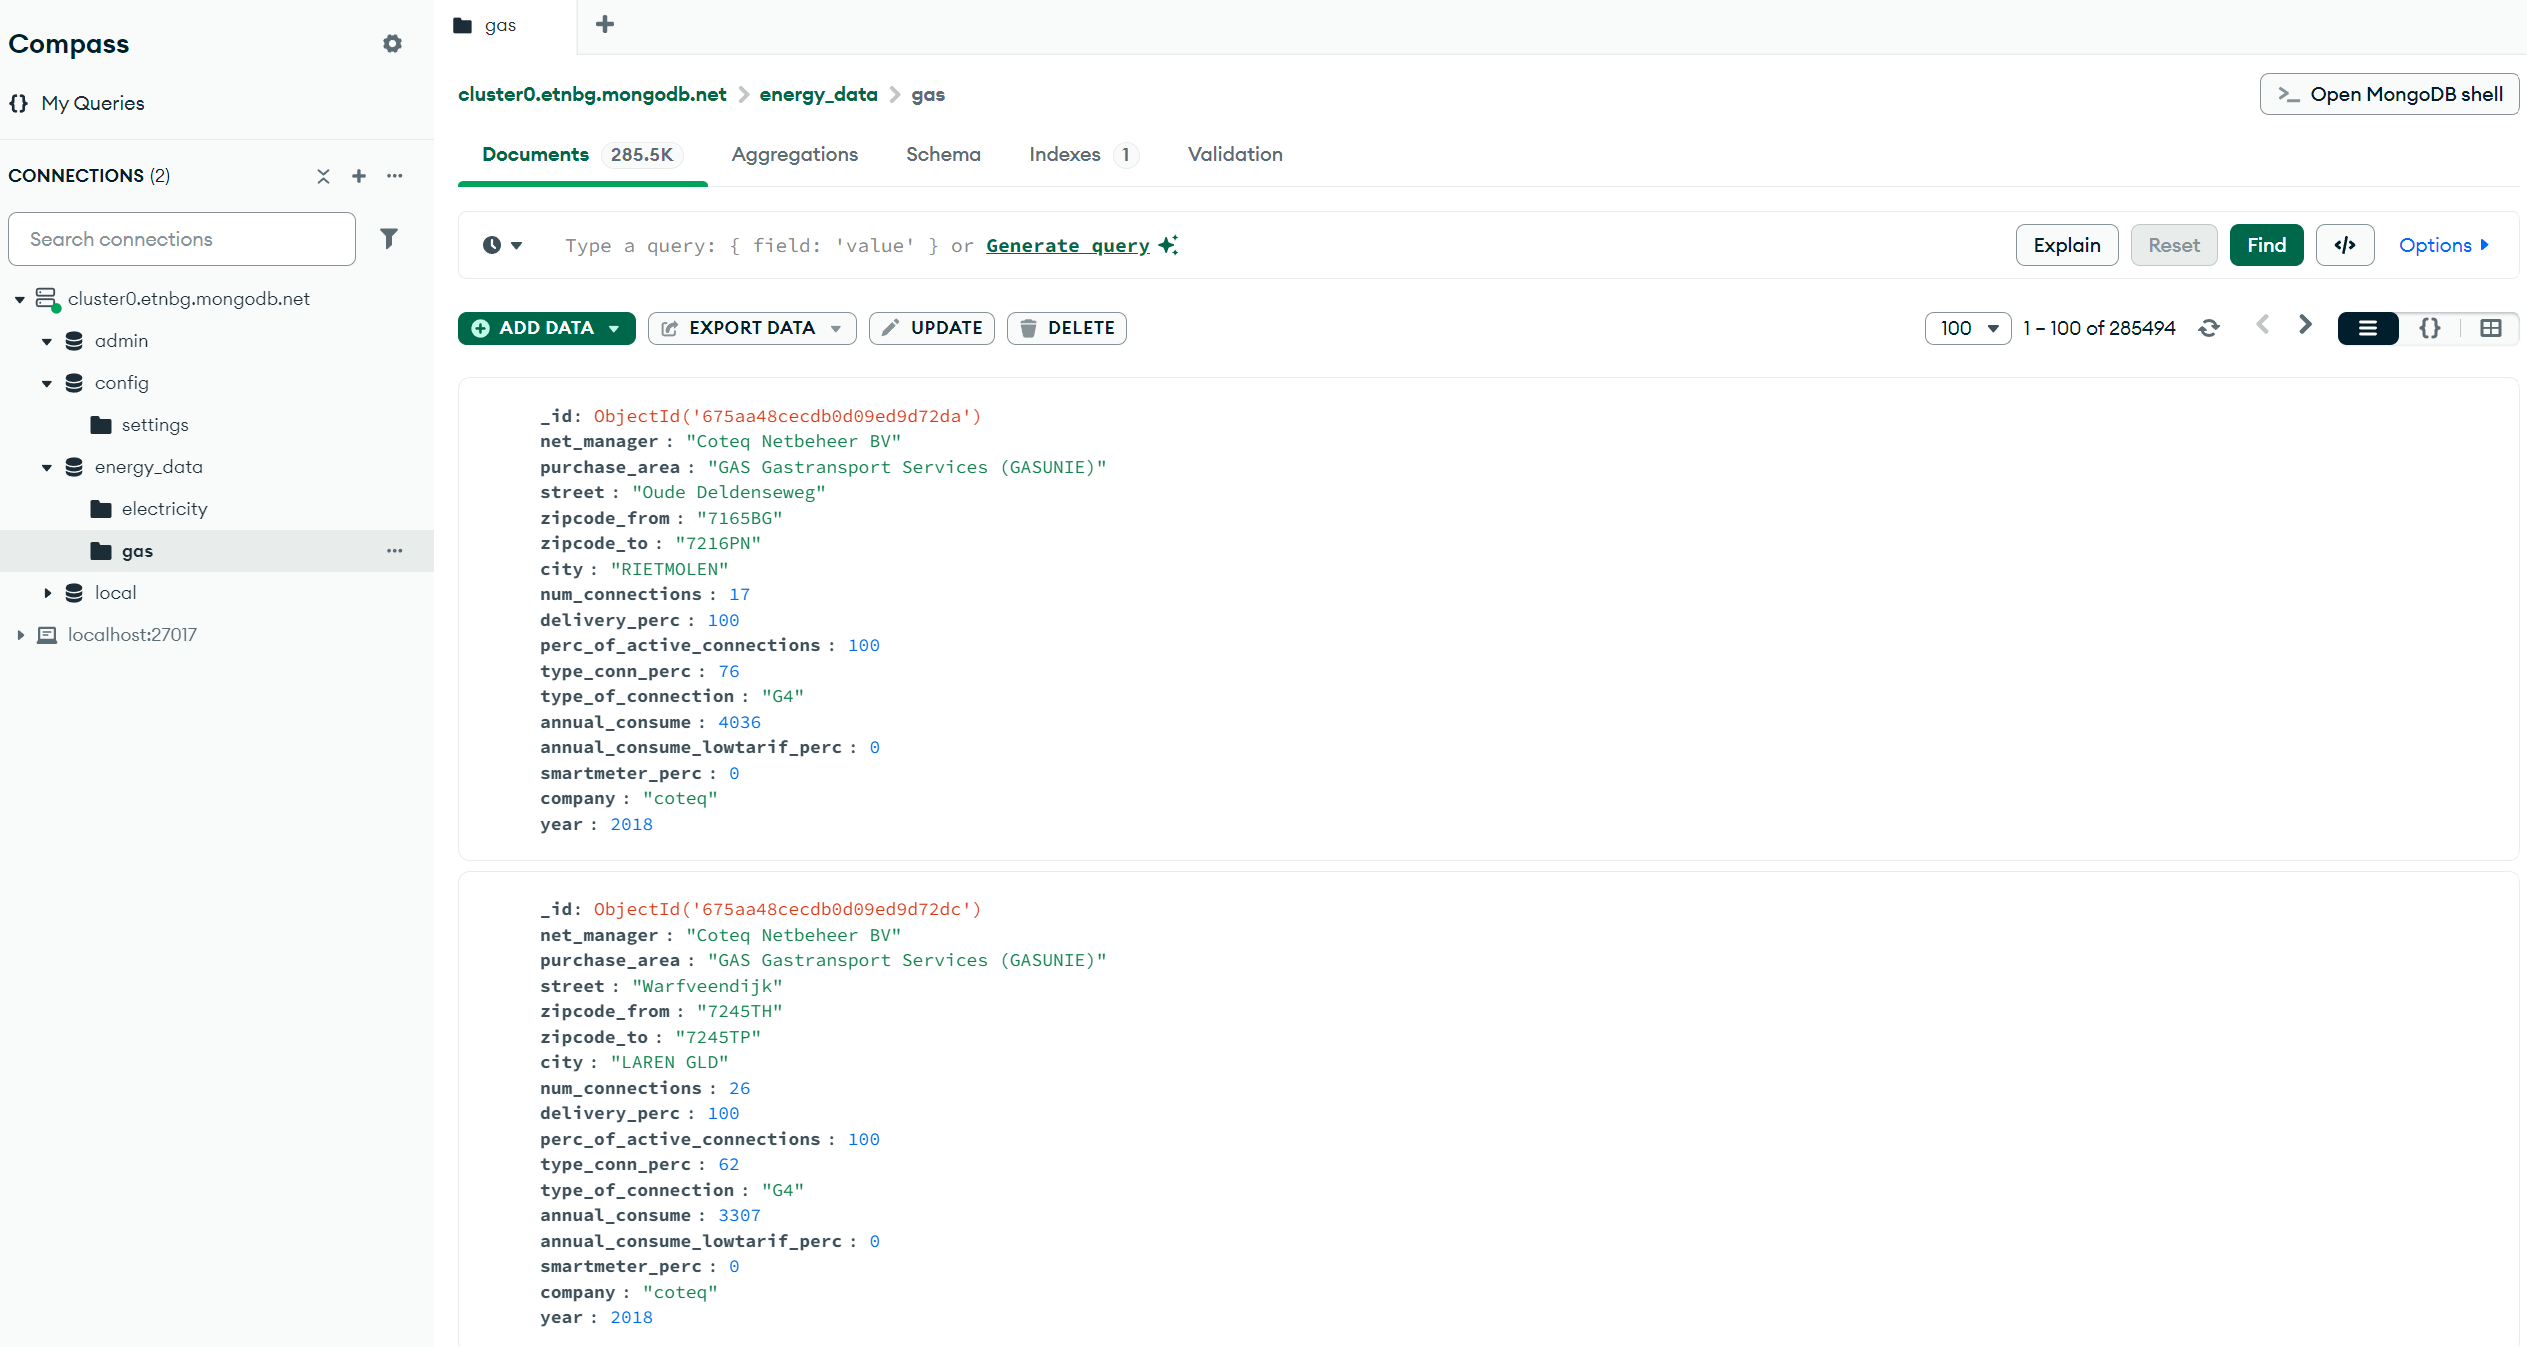 Compass
My Queries
CONNECTIONS (2)
Search connections
cluster0.etnbg.mongodb.net
admin
config
settings
energy_data
electricity
gas
local
localhost:27017
gas
cluster0.etnbg.mongodb.net > energy_data > gas
>_ Open MongoDB shell
Documents 285.5K Aggregations Schema Indexes 1 Validation
Type a query: { field: 'value' } or Generate query
Explain Reset Find </> Options
ADD DATA EXPORT DATA UPDATE DELETE
100 1 – 100 of 285494
_id: ObjectId('675aa48cecdb0d09ed9d72da')
net_manager : "Coteq Netbeheer BV"
purchase_area : "GAS Gastransport Services (GASUNIE)"
street : "Oude Deldenseweg"
zipcode_from : "7165BG"
zipcode_to : "7216PN"
city : "RIETMOLEN"
num_connections : 17
delivery_perc : 100
perc_of_active_connections : 100
type_conn_perc : 76
type_of_connection : "G4"
annual_consume : 4036
annual_consume_lowtarif_perc : 0
smartmeter_perc : 0
company : "coteq"
year : 2018
_id: ObjectId('675aa48cecdb0d09ed9d72dc')
net_manager : "Coteq Netbeheer BV"
purchase_area : "GAS Gastransport Services (GASUNIE)"
street : "Warfveendijk"
zipcode_from : "7245TH"
zipcode_to : "7245TP"
city : "LAREN GLD"
num_connections : 26
delivery_perc : 100
perc_of_active_connections : 100
type_conn_perc : 62
type_of_connection : "G4"
annual_consume : 3307
annual_consume_lowtarif_perc : 0
smartmeter_perc : 0
company : "coteq"
year : 2018